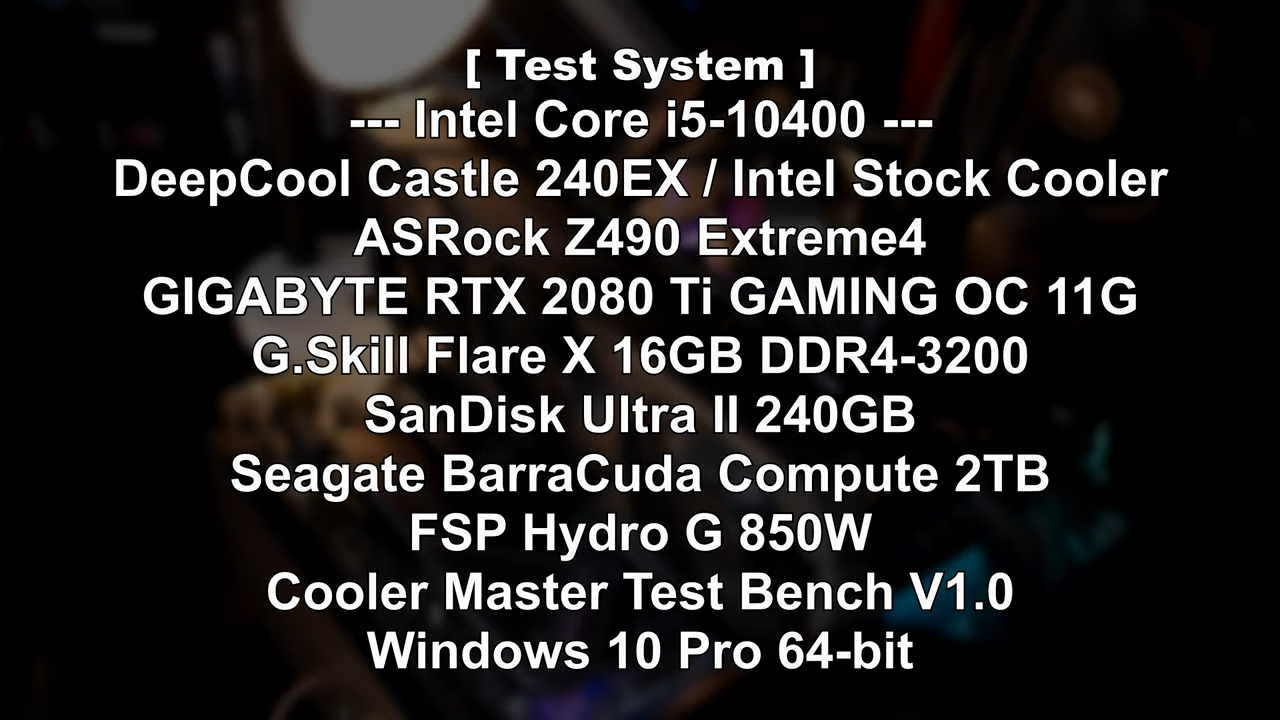 [ Test System ]
--- Intel Core i5-10400 ---
DeepCool Castle 240EX / Intel Stock Cooler
ASRock Z490 Extreme4
GIGABYTE RTX 2080 Ti GAMING OC 11G
G.Skill Flare X 16GB DDR4-3200
SanDisk Ultra II 240GB
Seagate BarraCuda Compute 2TB
FSP Hydro G 850W
Cooler Master Test Bench V1.0
Windows 10 Pro 64-bit